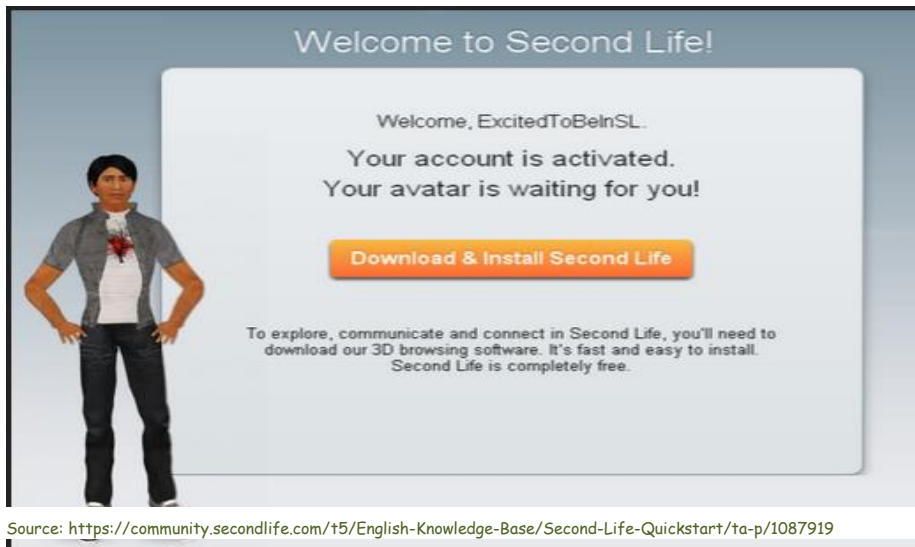 Welcome to Second Life!
Welcome, ExcitedToBeInSL.
Your account is activated.
Your avatar is waiting for you!
Download & Install Second Life
To explore, communicate and connect in Second Life, you'll need to
download our 3D browsing software. It's fast and easy to install.
Second Life is completely free.
Source: https://community.secondlife.com/t5/English-Knowledge-Base/Second-Life-Quickstart/ta-p/1087919